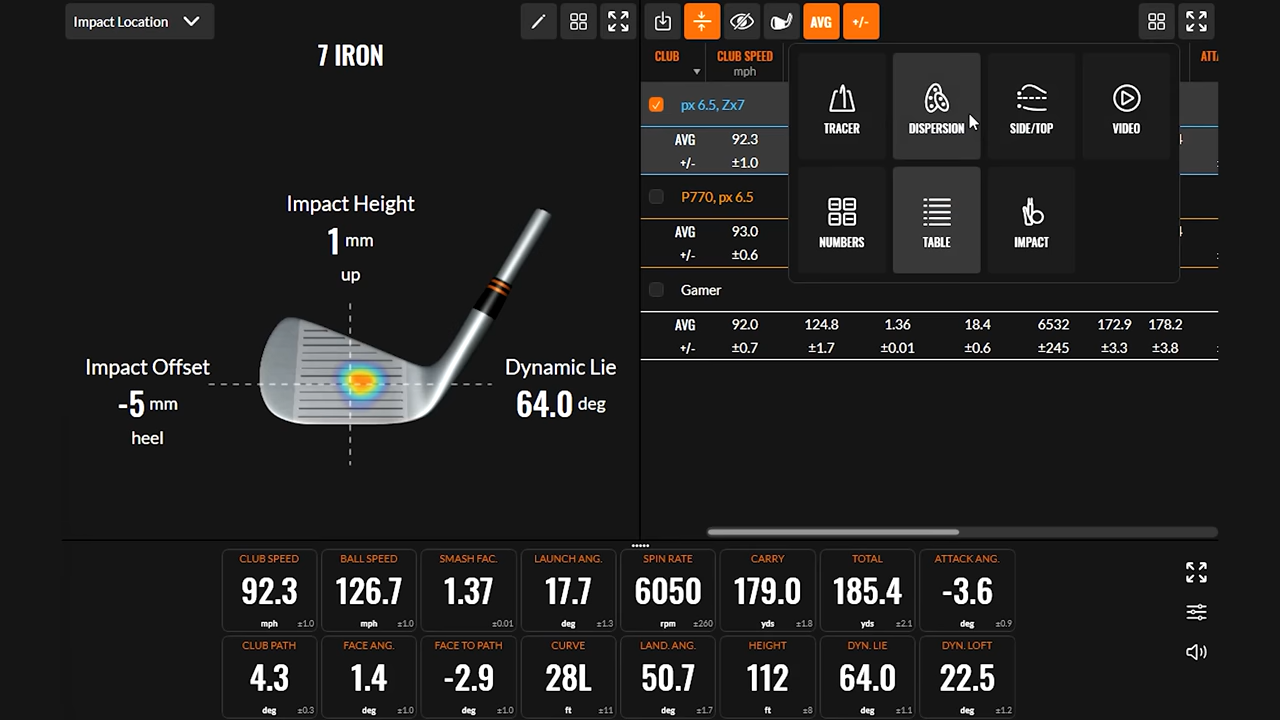 Impact Location
7 IRON
Impact Height
1 mm
up
Impact Offset
-5 mm
heel
Dynamic Lie
64.0 deg
AVG
+/-
CLUB
CLUB SPEED
mph
px 6.5, Zx7
AVG 92.3
+/- ±1.0
P770, px 6.5
AVG 93.0
+/- ±0.6
Gamer
AVG 92.0 124.8 1.36 18.4 6532 172.9 178.2
+/- ±0.7 ±1.7 ±0.01 ±0.6 ±245 ±3.3 ±3.8
TRACER
DISPERSION
SIDE/TOP
VIDEO
NUMBERS
TABLE
IMPACT
CLUB SPEED BALL SPEED SMASH FAC. LAUNCH ANG. SPIN RATE CARRY TOTAL ATTACK ANG.
92.3 126.7 1.37 17.7 6050 179.0 185.4 -3.6
mph ±1.0 mph ±1.0 ±0.01 deg ±1.3 rpm ±260 yds ±1.8 yds ±2.1 deg ±0.9
CLUB PATH FACE ANG. FACE TO PATH CURVE LAND. ANG. HEIGHT DYN. LIE DYN. LOFT
4.3 1.4 -2.9 28L 50.7 112 64.0 22.5
deg ±0.3 deg ±1.0 deg ±1.0 ft ±11 deg ±1.7 ft ±8 deg ±1.1 deg ±1.2